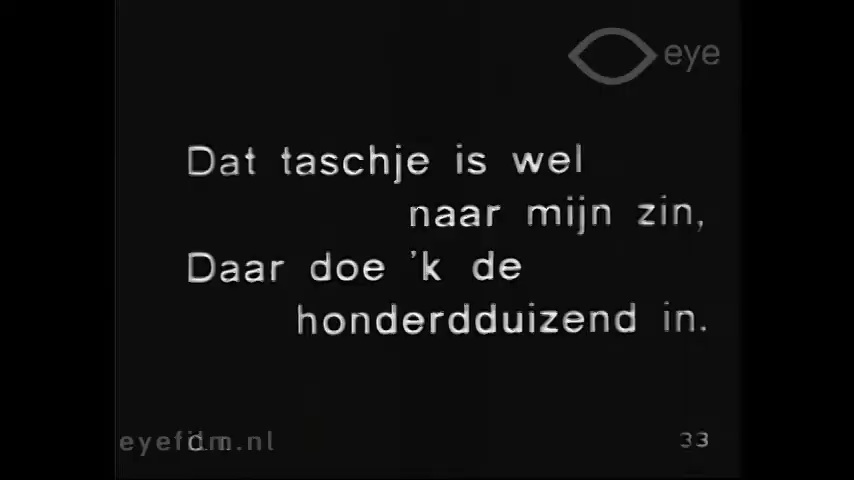 eye
Dat taschje is wel
naar mijn zin,
Daar doe 'k de
honderdduizend in.
eyefilm.nl
33